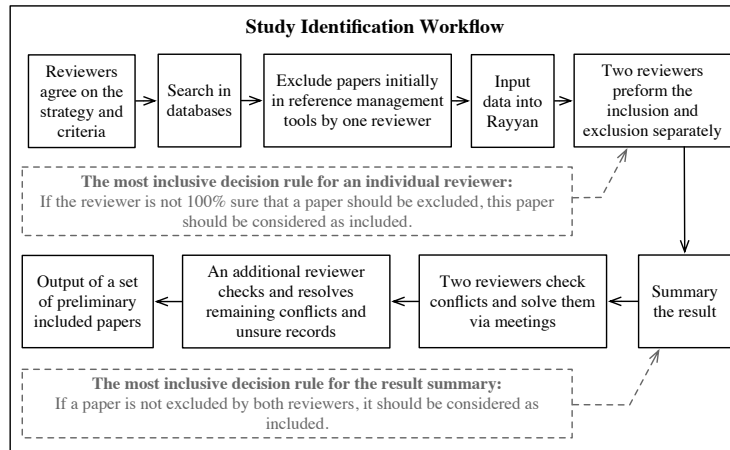 Study Identification Workflow
Reviewers
agree on the
strategy and
criteria
Search in
databases
Exclude papers initially
in reference management
tools by one reviewer
Input
data into
Rayyan
Two reviewers
preform the
inclusion and
exclusion separately
The most inclusive decision rule for an individual reviewer:
If the reviewer is not 100% sure that a paper should be excluded, this paper
should be considered as included.
Summary
the result
Two reviewers check
conflicts and solve them
via meetings
An additional reviewer
checks and resolves
remaining conflicts and
unsure records
Output of a set
of preliminary
included papers
The most inclusive decision rule for the result summary:
If a paper is not excluded by both reviewers, it should be considered as
included.